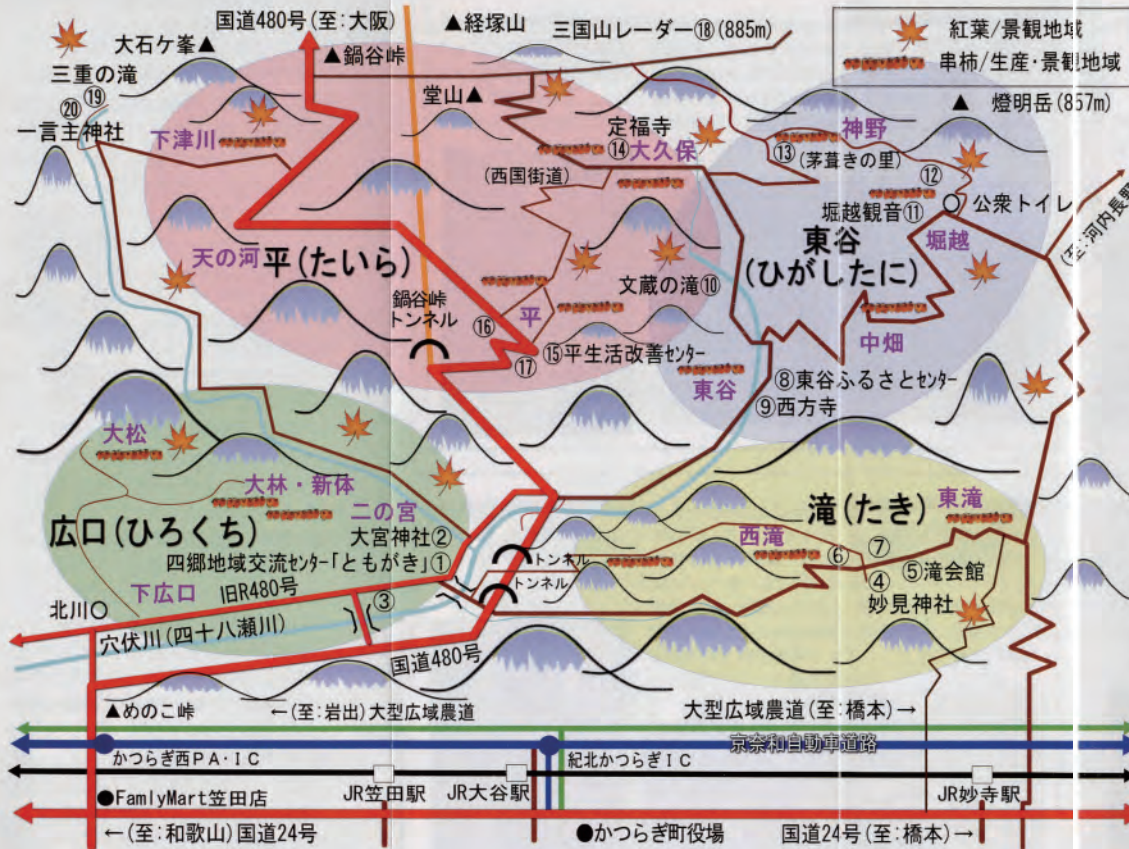 国道480号(至:大阪)
▲経塚山
三国山レーダー⑱(885m)
紅葉/景観地域
串柿/生産・景観地域
大石ケ峯▲
▲鍋谷峠
三重の滝
⑳⑲
一言主神社
堂山▲
▲ 燈明岳(857m)
下津川
定福寺
⑭大久保
神野
⑬
(茅葺きの里)
⑫
(西国街道)
堀越観音⑪
公衆トイレ
(至:河内長野)
堀越
東谷
(ひがしたに)
天の河
平(たいら)
文蔵の滝⑩
鍋谷峠
トンネル
⑯
平
⑰
⑮平生活改善センター
中畑
東谷
⑧東谷ふるさとセンター
⑨西方寺
大松
大林・新体
広口(ひろくち)
二の宮
大宮神社②
四郷地域交流センター「ともがき」①
滝(たき)
東滝
西滝
⑥
⑦
⑤滝会館
④
妙見神社
トンネル
トンネル
下広口
旧R480号
③
北川○
穴伏川(四十八瀬川)
国道480号
▲めのこ峠
←(至:岩出)大型広域農道
大型広域農道(至:橋本)→
京奈和自動車道路
かつらぎ西PA・IC
紀北かつらぎIC
JR笠田駅
JR大谷駅
JR妙寺駅
●FamlyMart笠田店
←(至:和歌山)国道24号
●かつらぎ町役場
国道24号(至:橋本)→